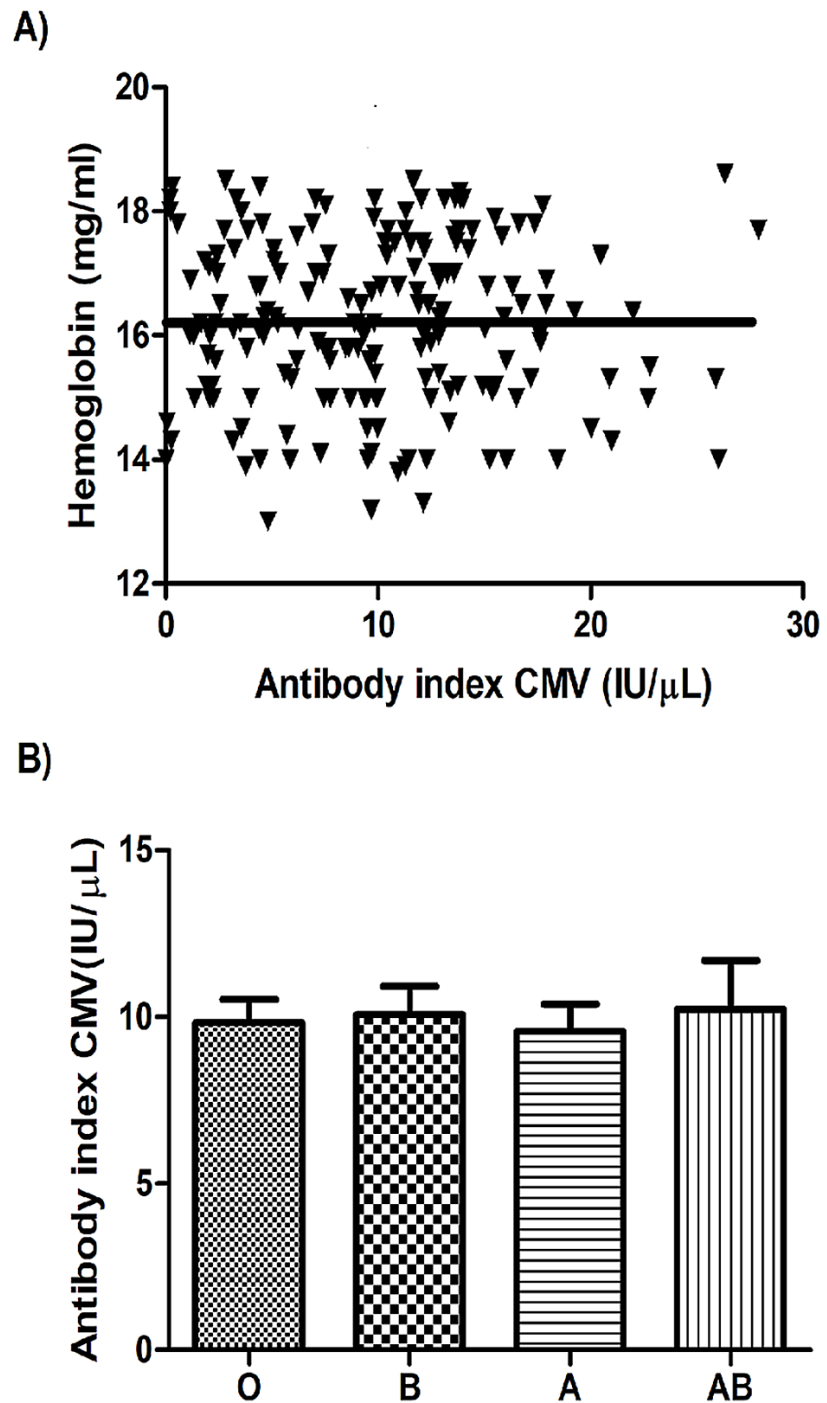 A)
Hemoglobin (mg/ml)
20
18
16
14
12
0 10 20 30
Antibody index CMV (IU/μL)
B)
Antibody index CMV(IU/μL)
15
10
5
0
O B A AB